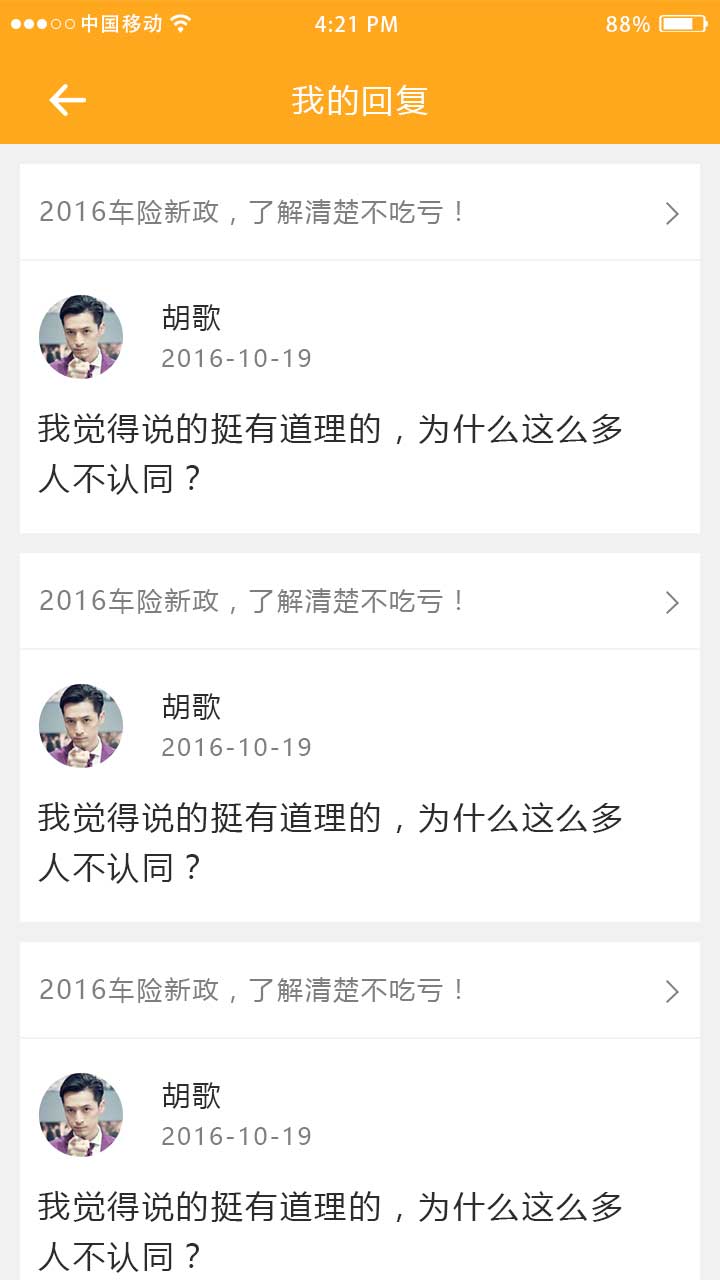 中国移动 4:21 PM 88%
我的回复
2016车险新政，了解清楚不吃亏！
胡歌
2016-10-19
我觉得说的挺有道理的，为什么这么多
人不认同？
2016车险新政，了解清楚不吃亏！
胡歌
2016-10-19
我觉得说的挺有道理的，为什么这么多
人不认同？
2016车险新政，了解清楚不吃亏！
胡歌
2016-10-19
我觉得说的挺有道理的，为什么这么多
人不认同？